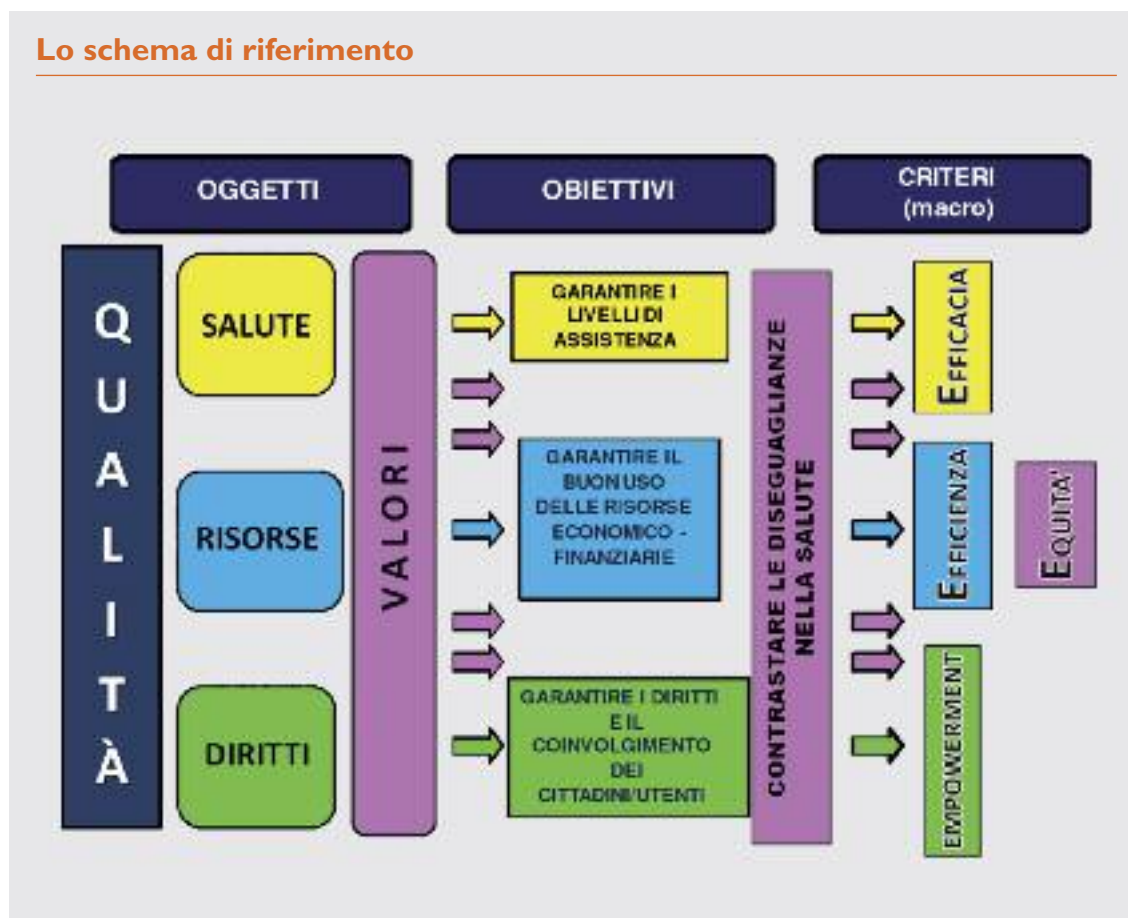 Lo schema di riferimento
OGGETTI
OBIETTIVI
CRITERI
(macro)
QUALITÀ
SALUTE
RISORSE
DIRITTI
VALORI
GARANTIRE I
LIVELLI DI
ASSISTENZA
GARANTIRE IL
BUON USO
DELLE RISORSE
ECONOMICO -
FINANZIARIE
GARANTIRE I DIRITTI
E IL
COINVOLGIMENTO
DEI
CITTADINI/UTENTI
CONTRASTARE LE DISEGUAGLIANZE
NELLA SALUTE
EFFICACIA
EFFICIENZA
EMPOWERMENT
EQUITA'